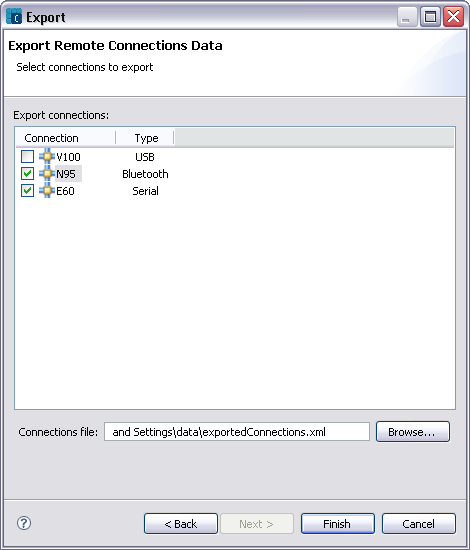 Export
Export Remote Connections Data
Select connections to export
Export connections:
Connection Type
V100 USB
N95 Bluetooth
E60 Serial
Connections file: and Settings\data\exportedConnections.xml Browse...
? < Back Next > Finish Cancel